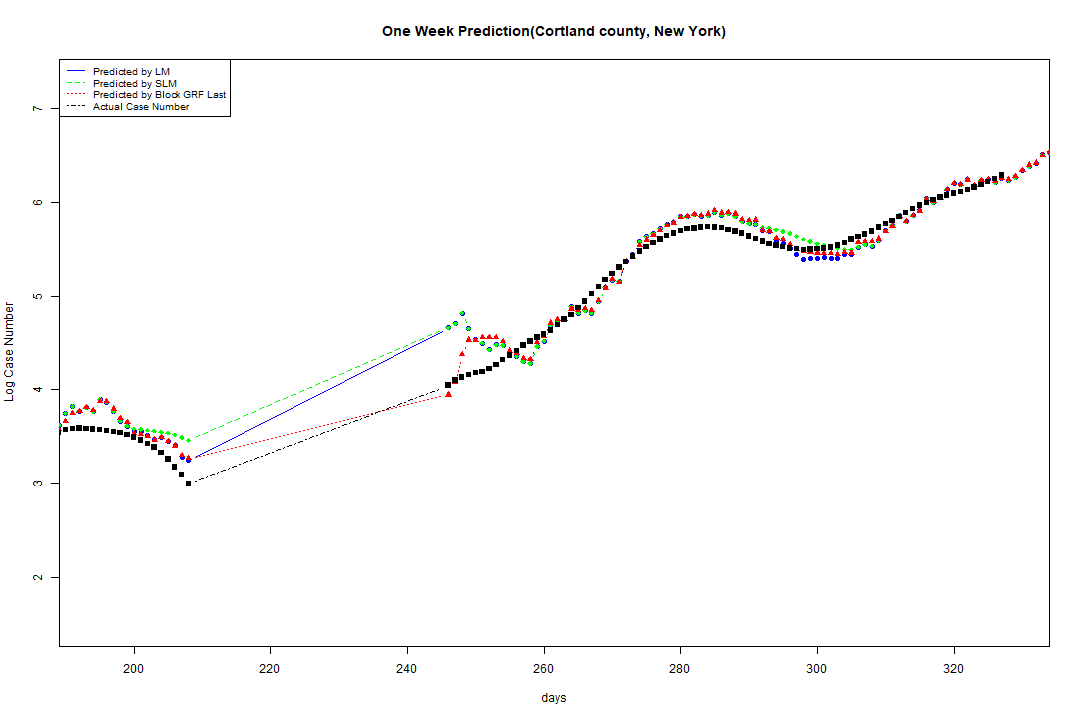 One Week Prediction(Cortland county, New York)
Predicted by LM
Predicted by SLM
Predicted by Block GRF Last
Actual Case Number
7
6
5
4
3
2
Log Case Number
200 220 240 260 280 300 320
days